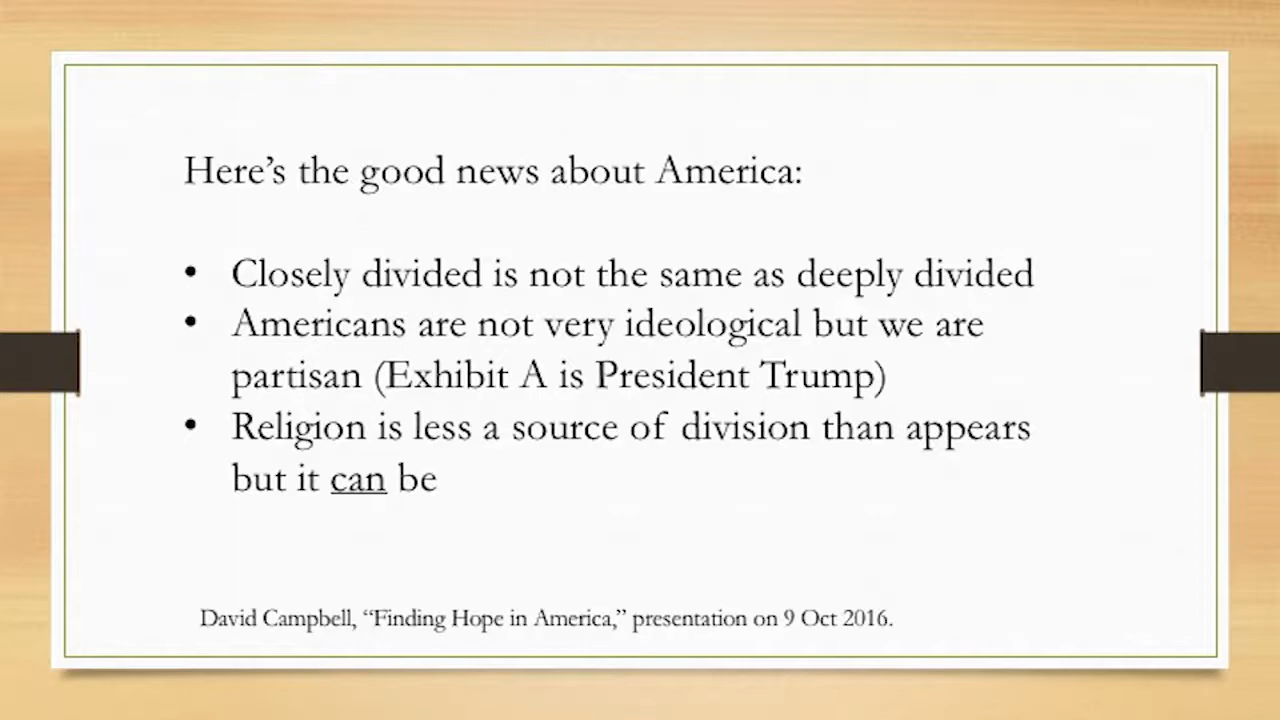 Here’s the good news about America:
• Closely divided is not the same as deeply divided
• Americans are not very ideological but we are
partisan (Exhibit A is President Trump)
• Religion is less a source of division than appears
but it can be
David Campbell, “Finding Hope in America,” presentation on 9 Oct 2016.